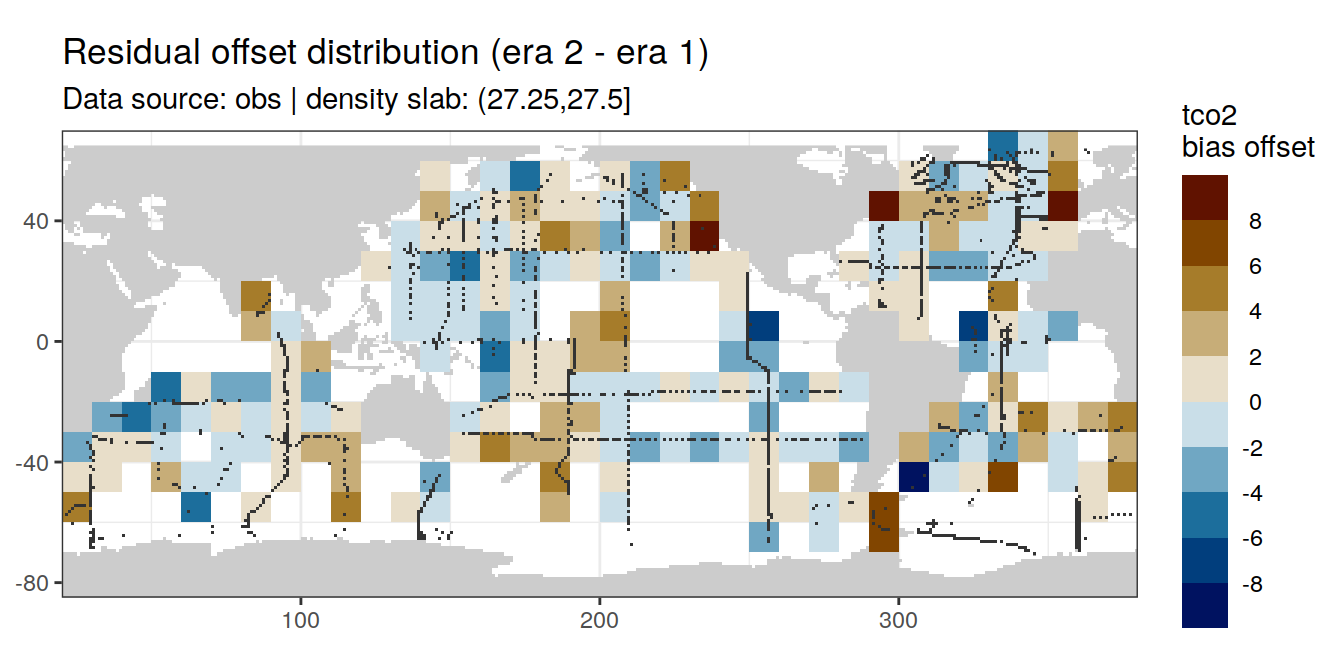 Residual offset distribution (era 2 - era 1)
Data source: obs | density slab: (27.25,27.5]
tco2
bias offset
8
6
4
2
0
-2
-4
-6
-8
40
0
-40
-80
100 200 300